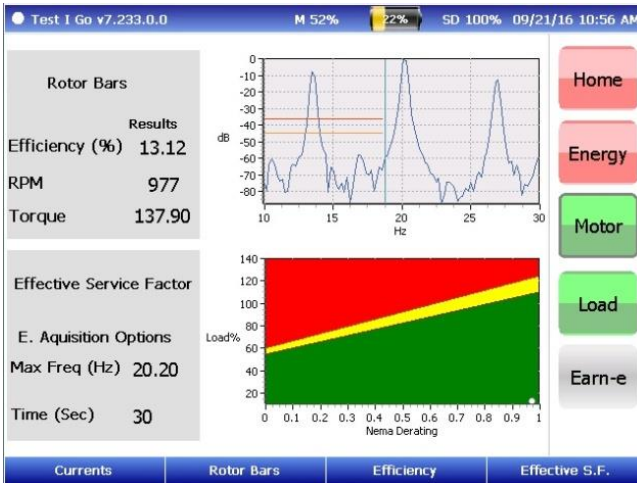 Test I Go v7.233.0.0 M 52% 22% SD 100% 09/21/16 10:56 AM
Rotor Bars
Results
Efficiency (%) 13.12
RPM 977
Torque 137.90
0
-10
-20
-30
-40
-50
-60
-70
-80
dB
10 15 20 25 30
Hz
Effective Service Factor
E. Aquisition Options
Max Freq (Hz) 20.20
Time (Sec) 30
140
120
100
80
60
40
20
Load%
0 0.1 0.2 0.3 0.4 0.5 0.6 0.7 0.8 0.9 1
Nema Derating
Home
Energy
Motor
Load
Earn-e
Currents Rotor Bars Efficiency Effective S.F.